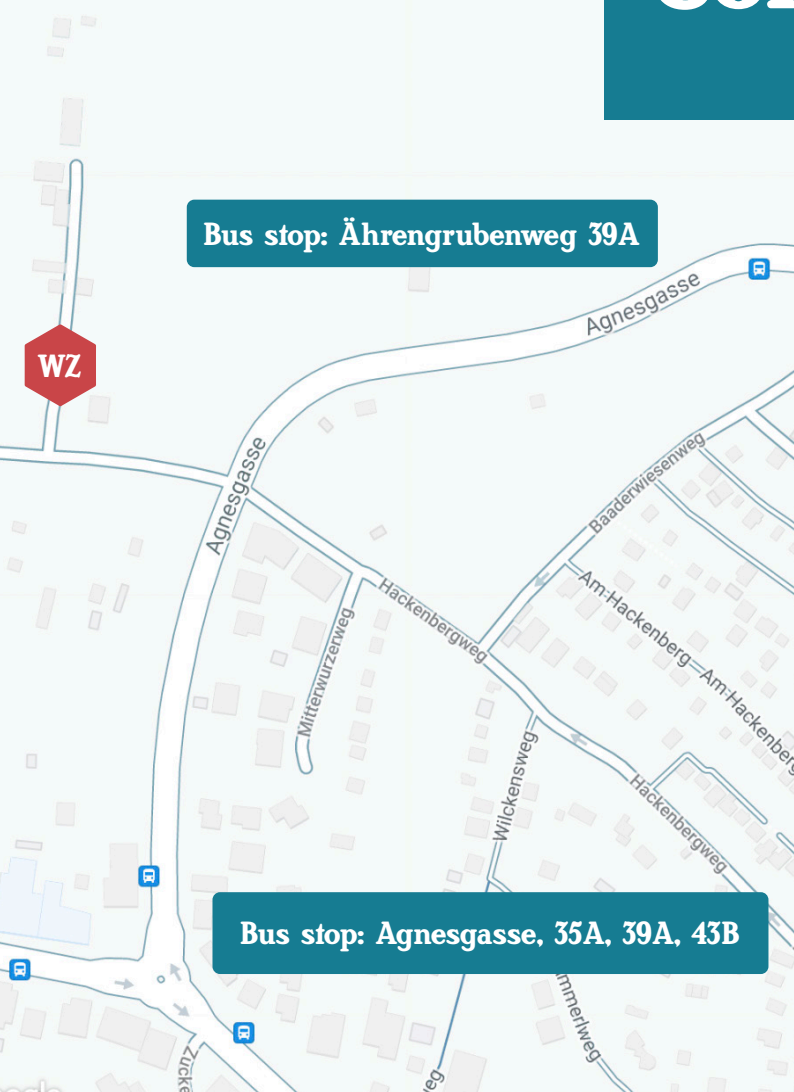 Bus stop: Ährengrubenweg 39A
Agnesgasse
WZ
Agnesgasse
Baaderwiesenweg
Hackenbergweg
Am-Hackenberg
Mitterwurzerweg
Am-Hackenberg
Wilckensweg
Hackenbergweg
Bus stop: Agnesgasse, 35A, 39A, 43B